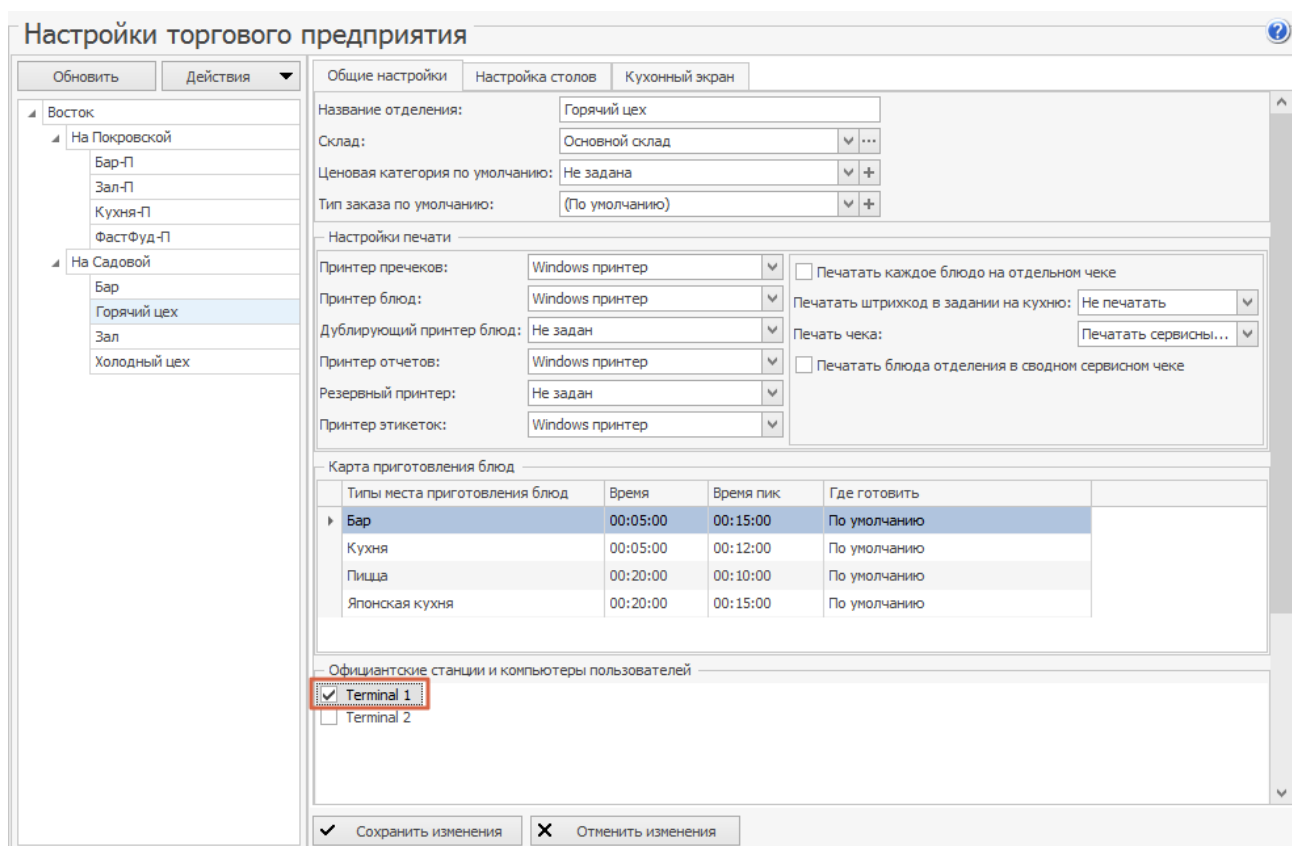 Настройки торгового предприятия
Обновить
Действия
Восток
На Покровской
Бар-П
Зал-П
Кухня-П
ФастФуд-П
На Садовой
Бар
Горячий цех
Зал
Холодный цех
Общие настройки
Настройка столов
Кухонный экран
Название отделения: Горячий цех
Склад: Основной склад
Ценовая категория по умолчанию: Не задана
Тип заказа по умолчанию: (По умолчанию)
Настройки печати
Принтер пречеков: Windows принтер
Принтер блюд: Windows принтер
Дублирующий принтер блюд: Не задан
Принтер отчетов: Windows принтер
Резервный принтер: Не задан
Принтер этикеток: Windows принтер
Печатать каждое блюдо на отдельном чеке
Печатать штрихкод в задании на кухню: Не печатать
Печать чека: Печатать сервисны...
Печатать блюда отделения в сводном сервисном чеке
Карта приготовления блюд
Типы места приготовления блюд Время Время пик Где готовить
Бар 00:05:00 00:15:00 По умолчанию
Кухня 00:05:00 00:12:00 По умолчанию
Пицца 00:20:00 00:10:00 По умолчанию
Японская кухня 00:20:00 00:15:00 По умолчанию
Официантские станции и компьютеры пользователей
Terminal 1
Terminal 2
Сохранить изменения
Отменить изменения